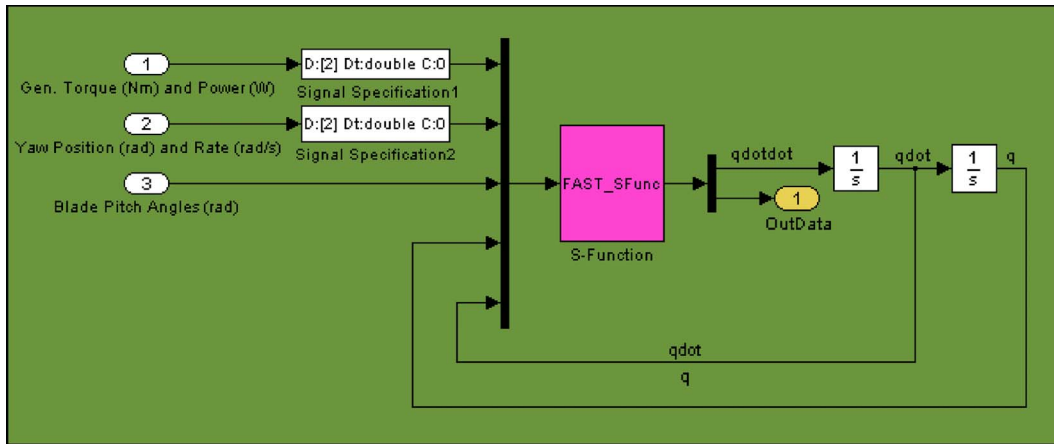 1
D:[2] Dt:double C:0
Gen. Torque (Nm) and Power (W)
Signal Specification1
2
D:[2] Dt:double C:0
Yaw Position (rad) and Rate (rad/s)
Signal Specification2
3
Blade Pitch Angles (rad)
FAST_SFunc
S-Function
qdotdot
1
s
qdot
1
s
q
1
OutData
qdot
q